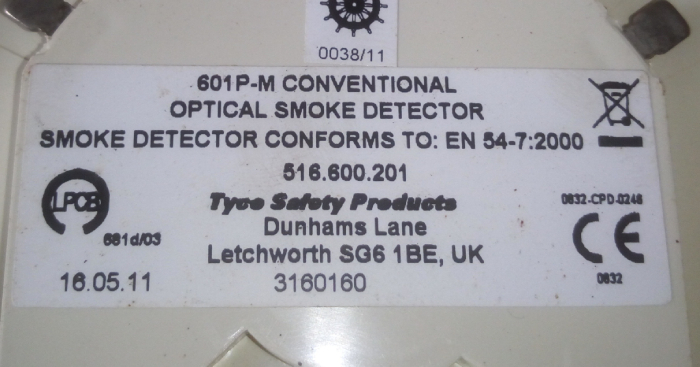 0038/11
601P-M CONVENTIONAL
OPTICAL SMOKE DETECTOR
SMOKE DETECTOR CONFORMS TO: EN 54-7:2000
516.600.201
LPCB
Tyco Safety Products
0832-CPD-0248
Dunhams Lane
681d/03
CE
Letchworth SG6 1BE, UK
16.05.11
3160160
0832